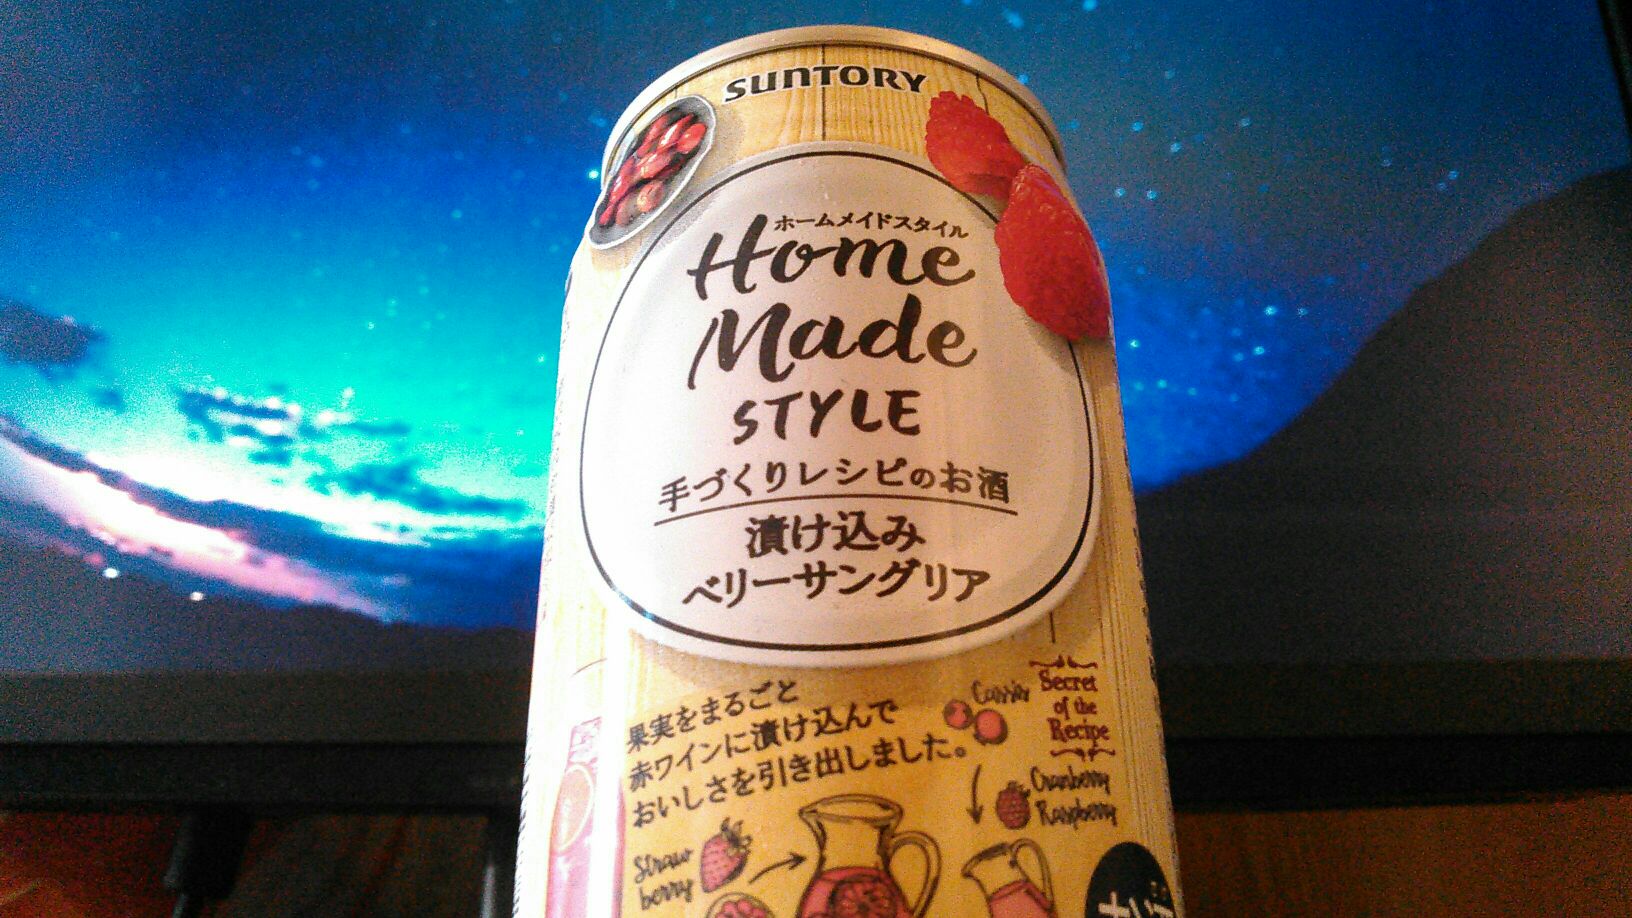 SUNTORY
ホームメイドスタイル
Home
Made
STYLE
手づくりレシピのお酒
漬け込み
ベリーサングリア
果実をまるごと
赤ワインに漬け込んで
おいしさを引き出しました。
Cassis
Secret
of the
Recipe
Cranberry
Raspberry
Straw
berry